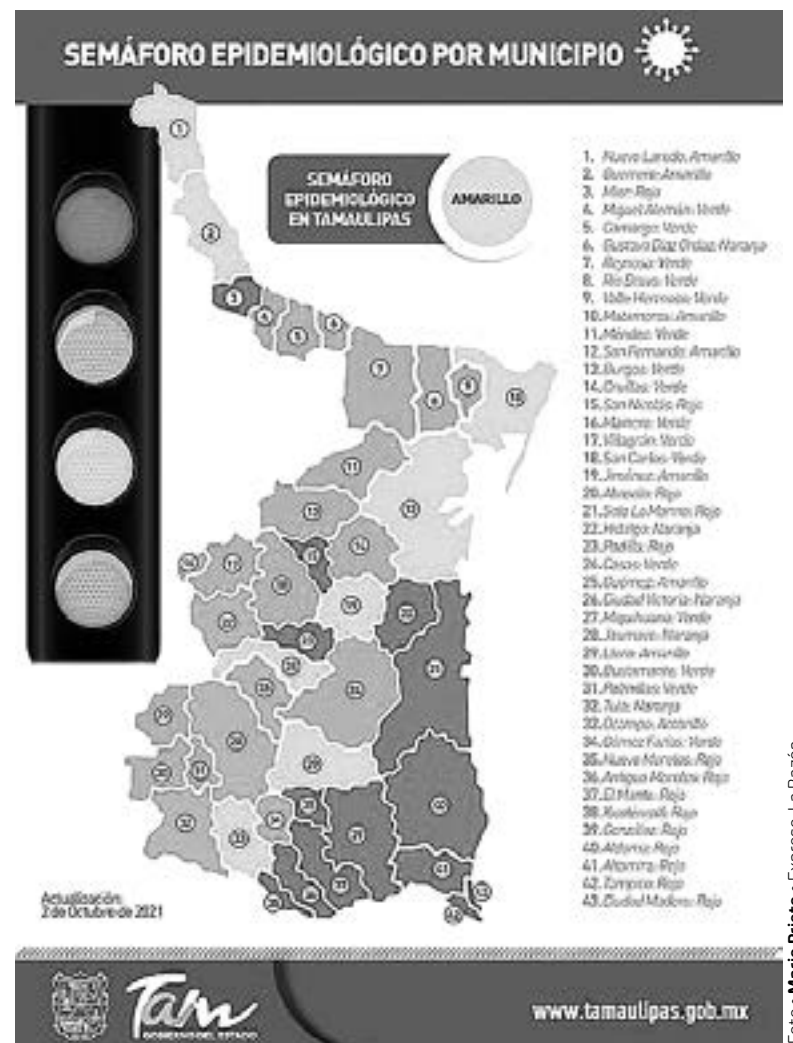 SEMÁFORO EPIDEMIOLÓGICO POR MUNICIPIO
SEMÁFORO
EPIDEMIOLÓGICO
EN TAMAULIPAS
AMARILLO
1. Nuevo Laredo: Amarillo
2. Guerrero: Amarillo
3. Mier: Rojo
4. Miguel Alemán: Verde
5. Camargo: Verde
6. Gustavo Díaz Ordaz: Naranja
7. Reynosa: Verde
8. Río Bravo: Verde
9. Valle Hermoso: Verde
10. Matamoros: Amarillo
11. Méndez: Verde
12. San Fernando: Amarillo
13. Burgos: Verde
14. Cruillas: Verde
15. San Nicolás: Rojo
16. Mainero: Verde
17. Villagrán: Verde
18. San Carlos: Verde
19. Jiménez: Amarillo
20. Abasolo: Rojo
21. Soto La Marina: Rojo
22. Hidalgo: Naranja
23. Padilla: Rojo
24. Casas: Verde
25. Güémez: Amarillo
26. Ciudad Victoria: Naranja
27. Miquihuana: Verde
28. Jaumave: Naranja
29. Llera: Amarillo
30. Bustamante: Verde
31. Palmillas: Verde
32. Tula: Naranja
33. Ocampo: Amarillo
34. Gómez Farías: Verde
35. Nuevo Morelos: Rojo
36. Antiguo Morelos: Rojo
37. El Mante: Rojo
38. Xicoténcatl: Rojo
39. González: Rojo
40. Aldama: Rojo
41. Altamira: Rojo
42. Tampico: Rojo
43. Ciudad Madero: Rojo
Actualización:
2 de Octubre de 2021
Tam
GOBIERNO DEL ESTADO
www.tamaulipas.gob.mx